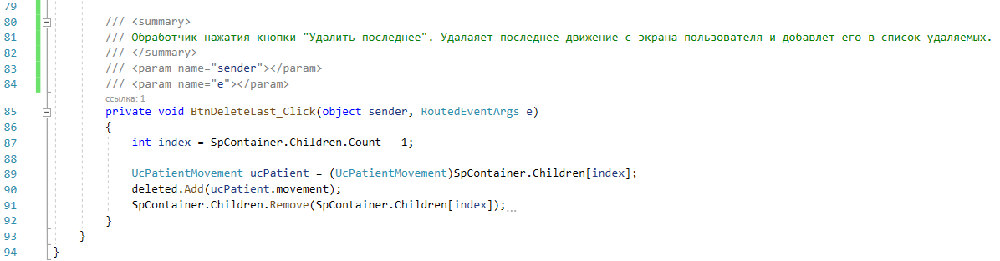 79
80 /// <summary>
81 /// Обработчик нажатия кнопки "Удалить последнее". Удалаяет последнее движение с экрана пользователя и добавлет его в список удаляемых.
82 /// </summary>
83 /// <param name="sender"></param>
84 /// <param name="e"></param>
ссылка: 1
85 private void BtnDeleteLast_Click(object sender, RoutedEventArgs e)
86 {
87 int index = SpContainer.Children.Count - 1;
88
89 UcPatientMovement ucPatient = (UcPatientMovement)SpContainer.Children[index];
90 deleted.Add(ucPatient.movement);
91 SpContainer.Children.Remove(SpContainer.Children[index]);
92 }
93 }
94 }